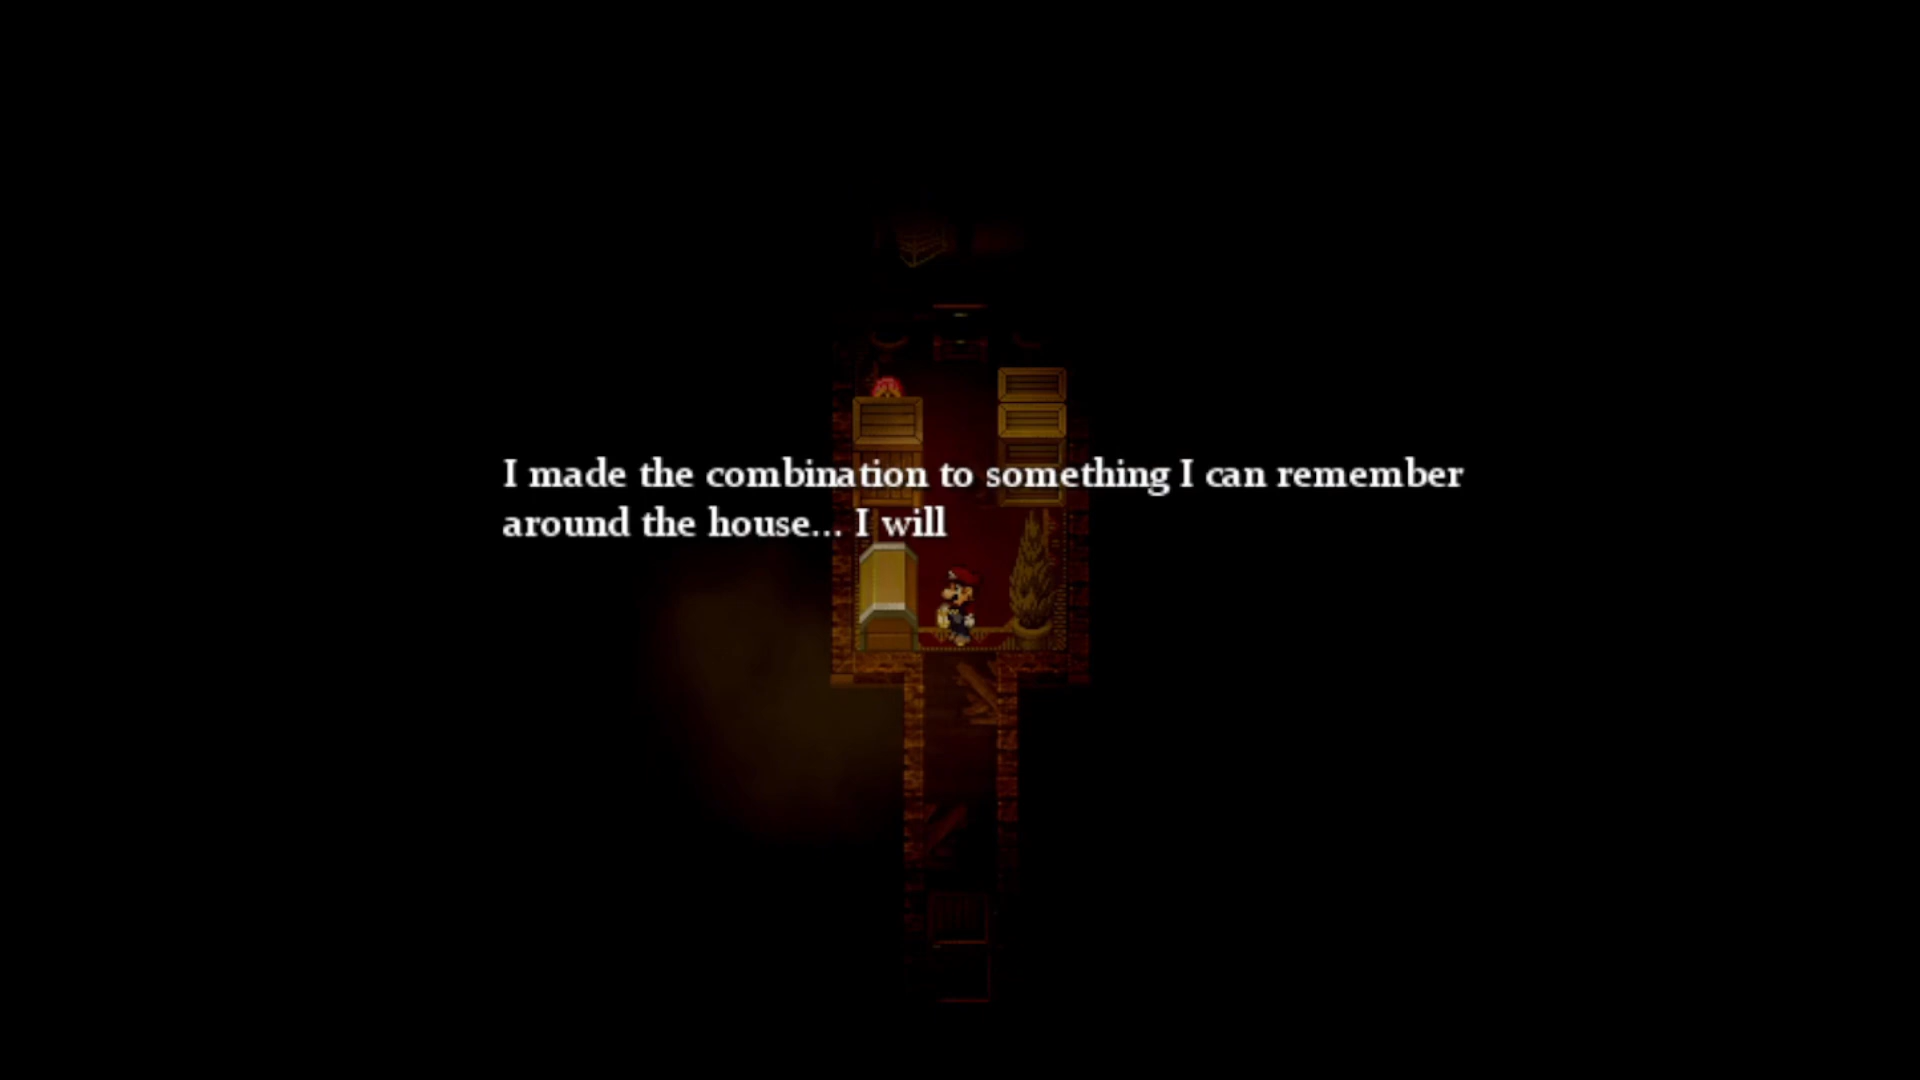 I made the combination to something I can remember
around the house... I will